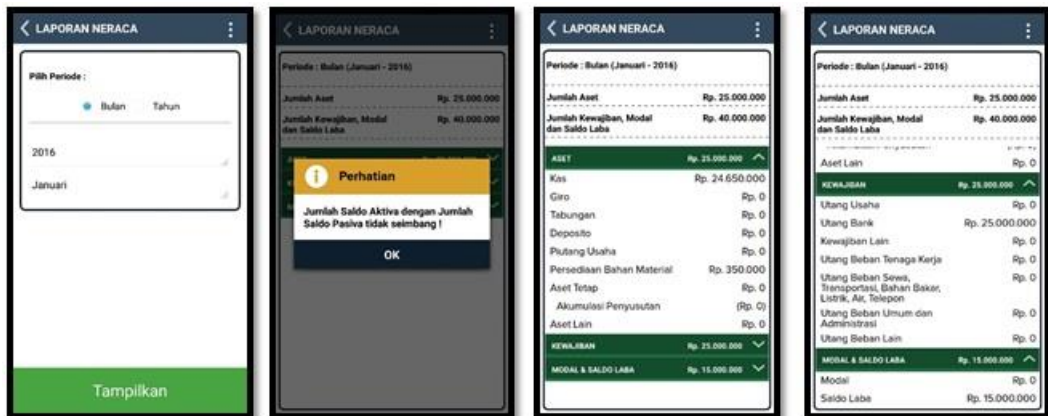 LAPORAN NERACA
Pilih Periode :
Bulan Tahun
2016
Januari
Tampilkan
LAPORAN NERACA
Periode : Bulan (Januari - 2016)
Jumlah Aset Rp. 25.000.000
Jumlah Kewajiban, Modal Rp. 40.000.000
dan Saldo Laba
Perhatian
Jumlah Saldo Aktiva dengan Jumlah
Saldo Pasiva tidak seimbang !
OK
LAPORAN NERACA
Periode : Bulan (Januari - 2016)
Jumlah Aset Rp. 25.000.000
Jumlah Kewajiban, Modal Rp. 40.000.000
dan Saldo Laba
ASET Rp. 25.000.000
Kas Rp. 24.650.000
Giro Rp. 0
Tabungan Rp. 0
Deposito Rp. 0
Piutang Usaha Rp. 0
Persediaan Bahan Material Rp. 350.000
Aset Tetap Rp. 0
Akumulasi Penyusutan (Rp. 0)
Aset Lain Rp. 0
KEWAJIBAN Rp. 25.000.000
MODAL & SALDO LABA Rp. 15.000.000
LAPORAN NERACA
Periode : Bulan (Januari - 2016)
Jumlah Aset Rp. 25.000.000
Jumlah Kewajiban, Modal Rp. 40.000.000
dan Saldo Laba
Aset Lain Rp. 0
KEWAJIBAN Rp. 25.000.000
Utang Usaha Rp. 0
Utang Bank Rp. 25.000.000
Kewajiban Lain Rp. 0
Utang Beban Tenaga Kerja Rp. 0
Utang Beban Sewa, Rp. 0
Transportasi, Bahan Bakar,
Listrik, Air, Telepon
Utang Beban Umum dan Rp. 0
Administrasi
Utang Beban Lain Rp. 0
MODAL & SALDO LABA Rp. 15.000.000
Modal Rp. 0
Saldo Laba Rp. 15.000.000